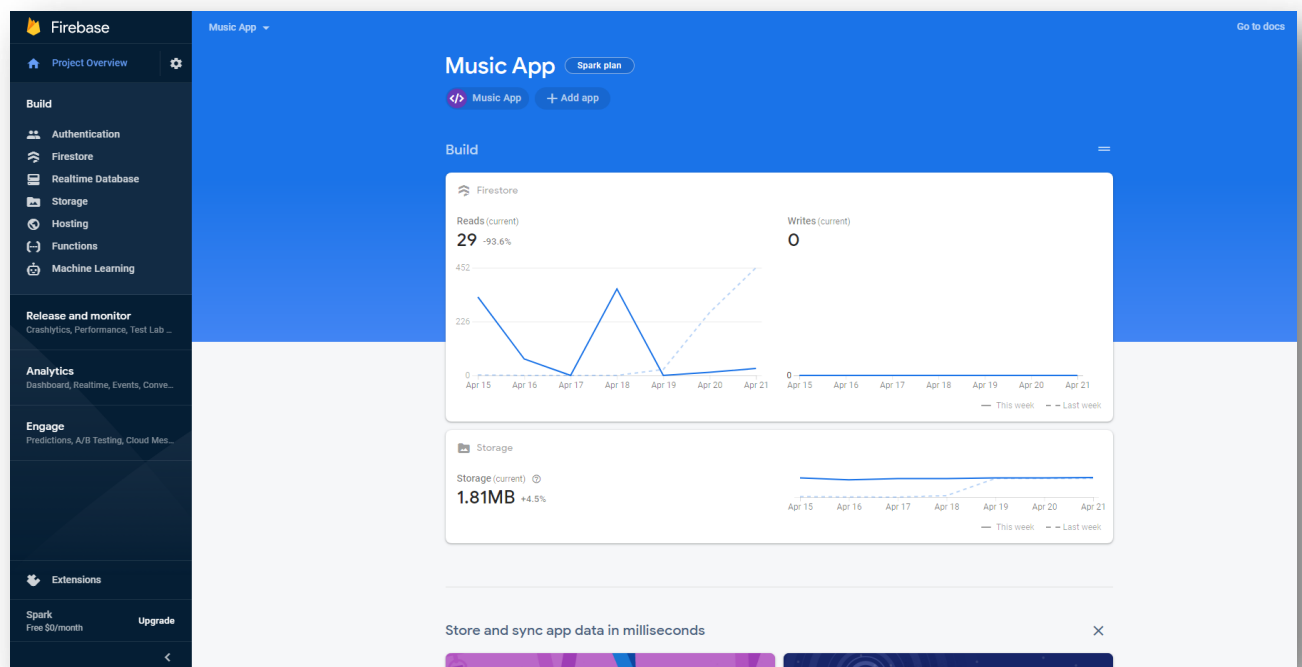 Firebase
Project Overview
Build
Authentication
Firestore
Realtime Database
Storage
Hosting
Functions
Machine Learning
Release and monitor
Crashlytics, Performance, Test Lab ...
Analytics
Dashboard, Realtime, Events, Conve...
Engage
Predictions, A/B Testing, Cloud Mes...
Extensions
Spark
Free $0/month
Upgrade
Music App
Go to docs
Music App Spark plan
Music App + Add app
Build
Firestore
Reads (current)
29 -93.6%
452
226
0
Apr 15 Apr 16 Apr 17 Apr 18 Apr 19 Apr 20 Apr 21
Writes (current)
0
0
Apr 15 Apr 16 Apr 17 Apr 18 Apr 19 Apr 20 Apr 21
This week Last week
Storage
Storage (current)
1.81MB +4.5%
Apr 15 Apr 16 Apr 17 Apr 18 Apr 19 Apr 20 Apr 21
This week Last week
Store and sync app data in milliseconds